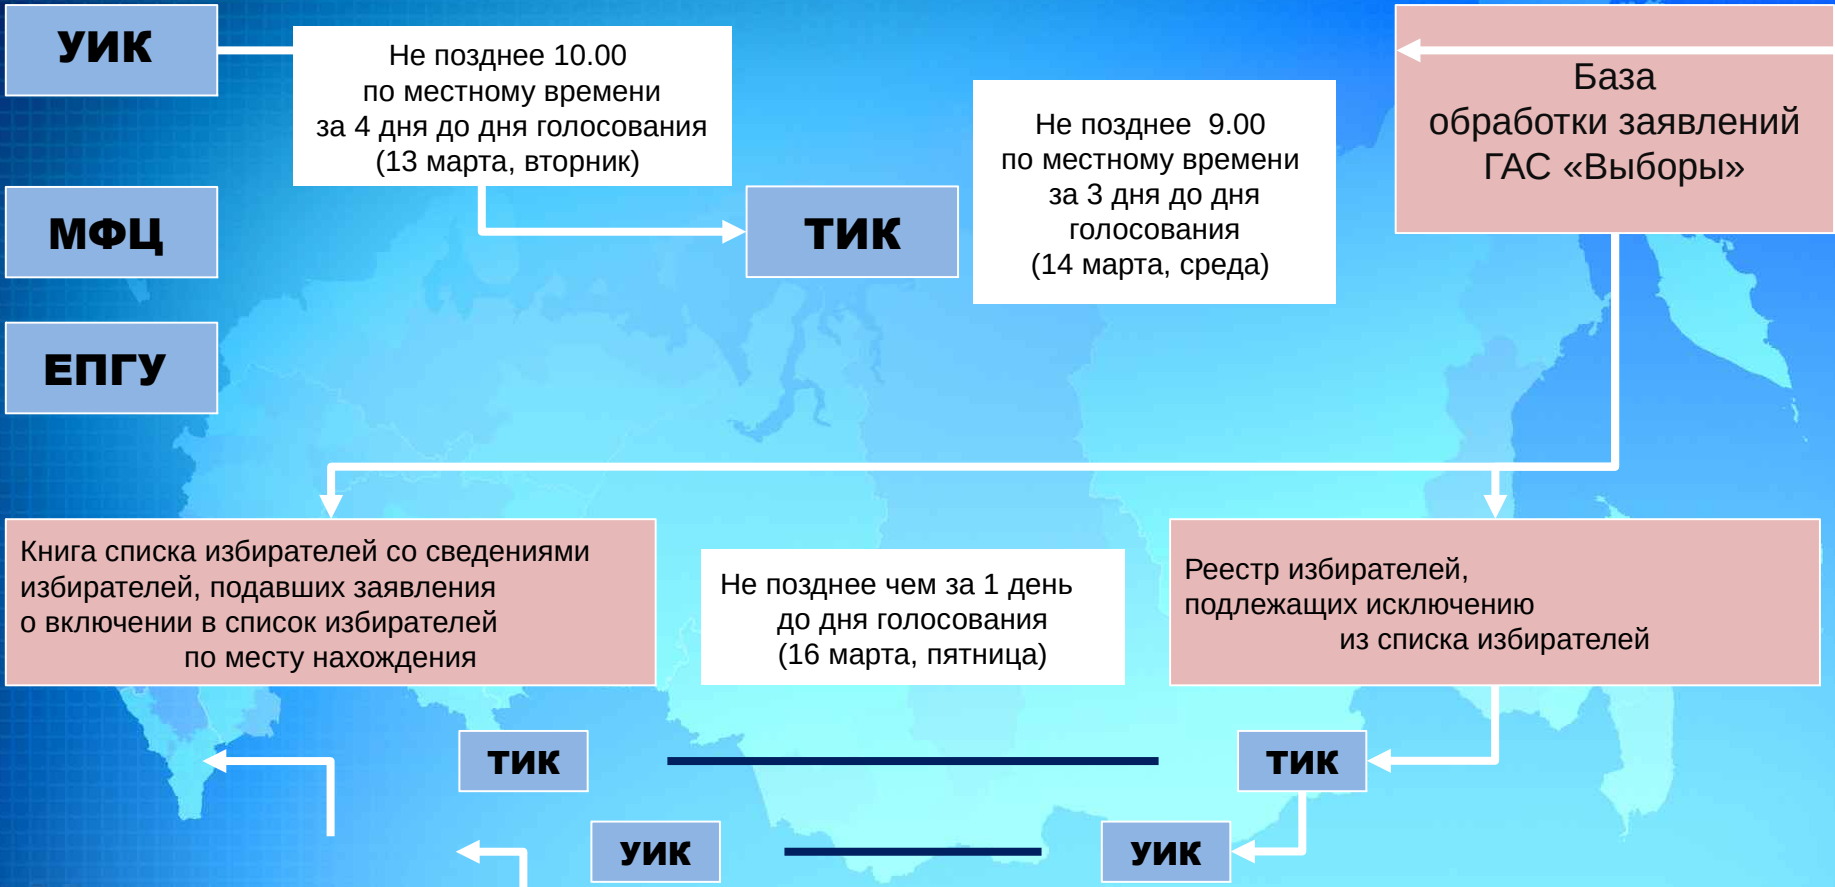 УИК
Не позднее 10.00
по местному времени
за 4 дня до дня голосования
(13 марта, вторник)
МФЦ
ЕПГУ
ТИК
Не позднее 9.00
по местному времени
за 3 дня до дня
голосования
(14 марта, среда)
База
обработки заявлений
ГАС «Выборы»
Книга списка избирателей со сведениями
избирателей, подавших заявления
о включении в список избирателей
по месту нахождения
Не позднее чем за 1 день
до дня голосования
(16 марта, пятница)
Реестр избирателей,
подлежащих исключению
из списка избирателей
ТИК
ТИК
УИК
УИК